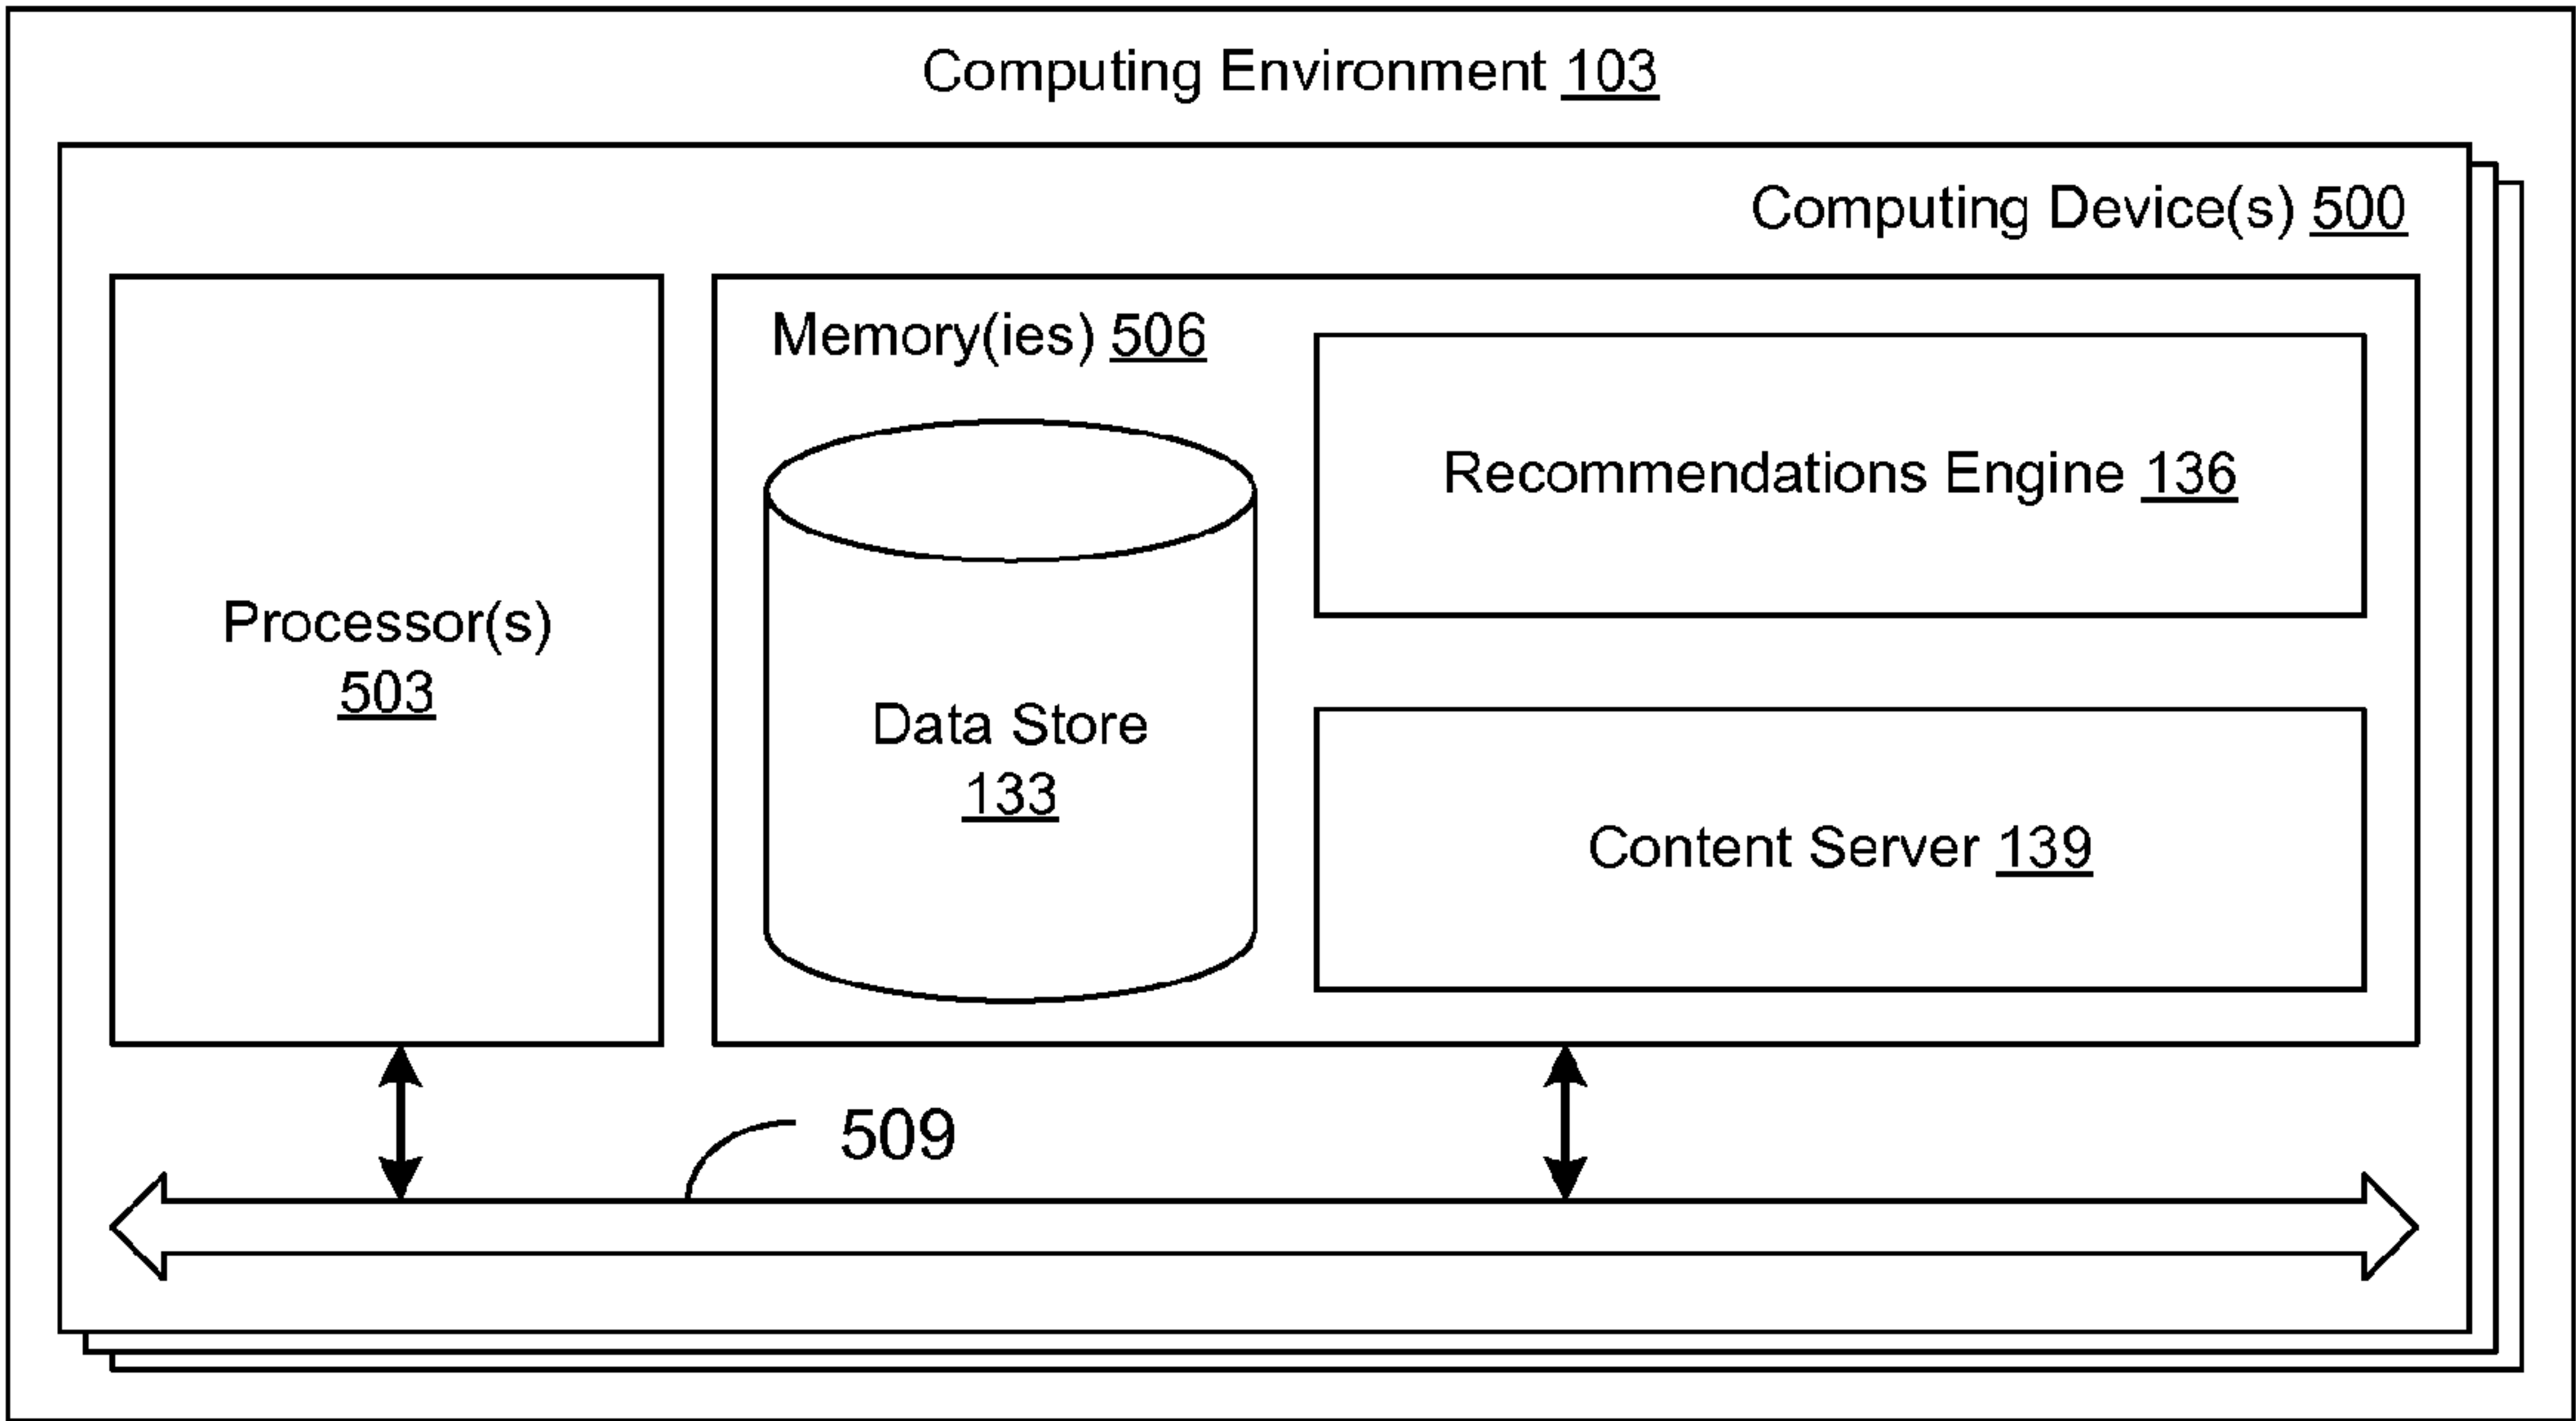 Computing Environment 103
Computing Device(s) 500
Memory(ies) 506
Recommendations Engine 136
Processor(s)
503
Data Store
133
Content Server 139
509